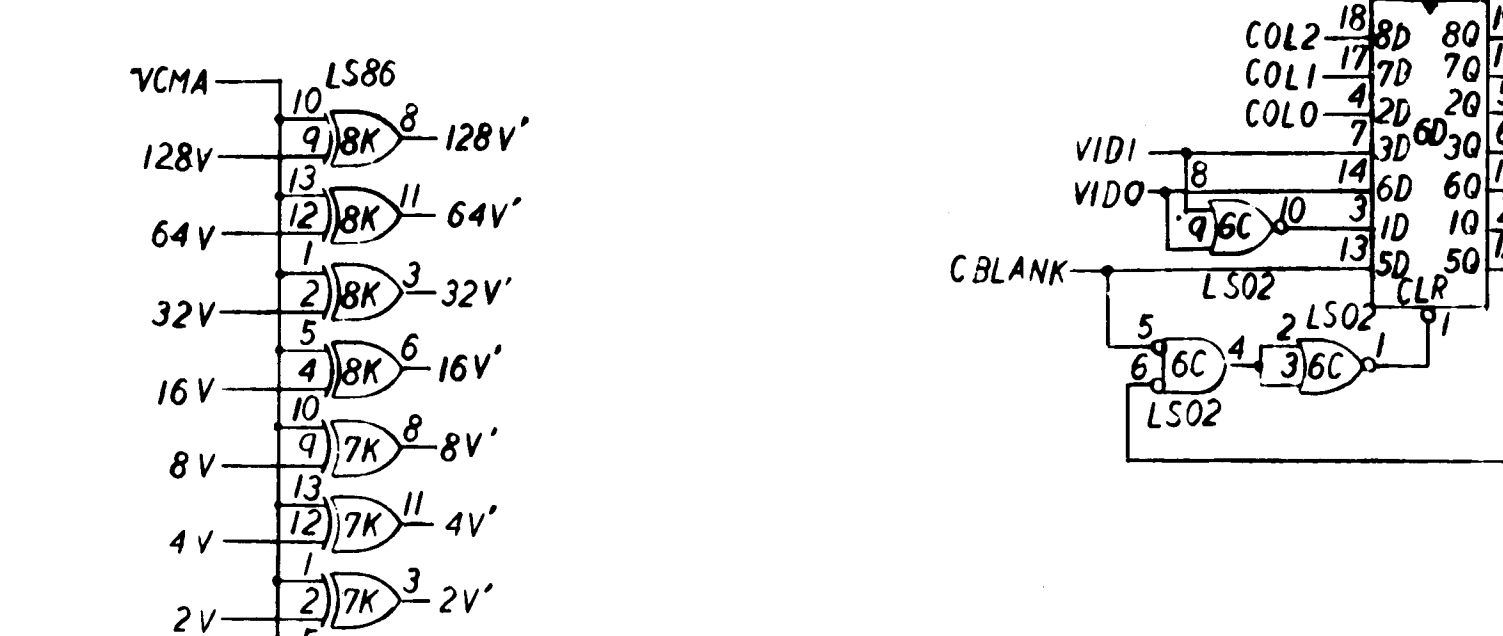 VCMA
LS86
10
9
8K
8
128V
128V'
13
12
8K
11
64V
64V'
1
2
8K
3
32V
32V'
5
4
8K
6
16V
16V'
10
9
7K
8
8V
8V'
13
12
7K
11
4V
4V'
1
2
7K
3
2V
2V'
COL2
18
8D
8Q
COL1
17
7D
7Q
COL0
4
2D
2Q
6D
VID1
7
3D
3Q
VID0
14
6D
6Q
8
9
6C
10
3
1D
1Q
CBLANK
13
5D
5Q
LS02
CLR
1
5
6
6C
4
LS02
2
3
6C
1
LS02